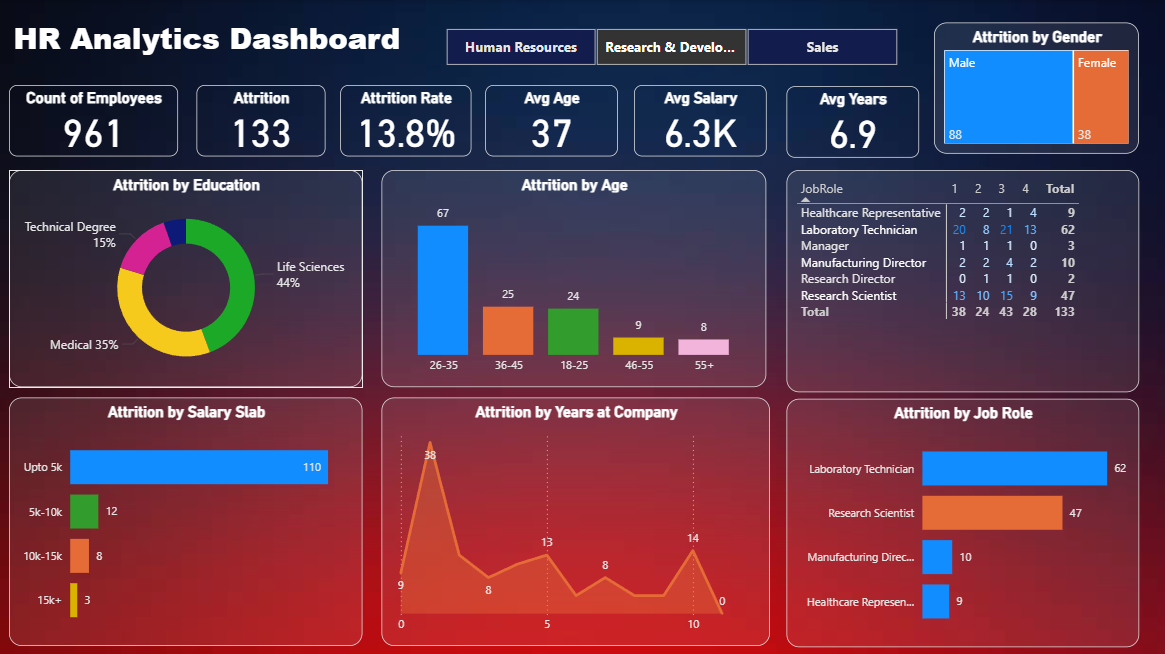 HR Analytics Dashboard
Human Resources
Research & Develo...
Sales
Attrition by Gender
Male
Female
88
38
Count of Employees
961
Attrition
133
Attrition Rate
13.8%
Avg Age
37
Avg Salary
6.3K
Avg Years
6.9
Attrition by Education
Technical Degree
15%
Life Sciences
44%
Medical 35%
Attrition by Age
67
25
24
9
8
26-35
36-45
18-25
46-55
55+
JobRole 1 2 3 4 Total
Healthcare Representative 2 2 1 4 9
Laboratory Technician 20 8 21 13 62
Manager 1 1 1 0 3
Manufacturing Director 2 2 4 2 10
Research Director 0 1 1 0 2
Research Scientist 13 10 15 9 47
Total 38 24 43 28 133
Attrition by Salary Slab
Upto 5k 110
5k-10k 12
10k-15k 8
15k+ 3
Attrition by Years at Company
38
13
14
8
9
8
0
0
5
10
Attrition by Job Role
Laboratory Technician 62
Research Scientist 47
Manufacturing Direc... 10
Healthcare Represen... 9